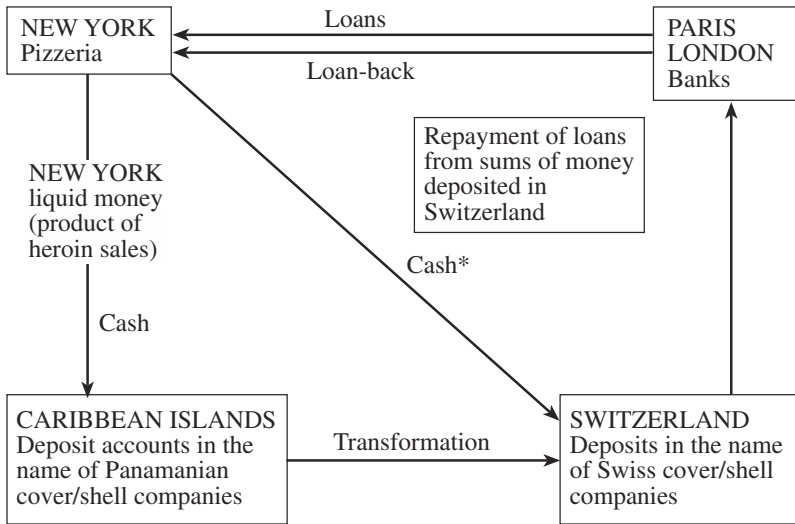 NEW YORK
Pizzeria
Loans
Loan-back
PARIS
LONDON
Banks
Repayment of loans
from sums of money
deposited in
Switzerland
NEW YORK
liquid money
(product of
heroin sales)
Cash*
Cash
CARIBBEAN ISLANDS
Deposit accounts in the
name of Panamanian
cover/shell companies
Transformation
SWITZERLAND
Deposits in the name
of Swiss cover/shell
companies